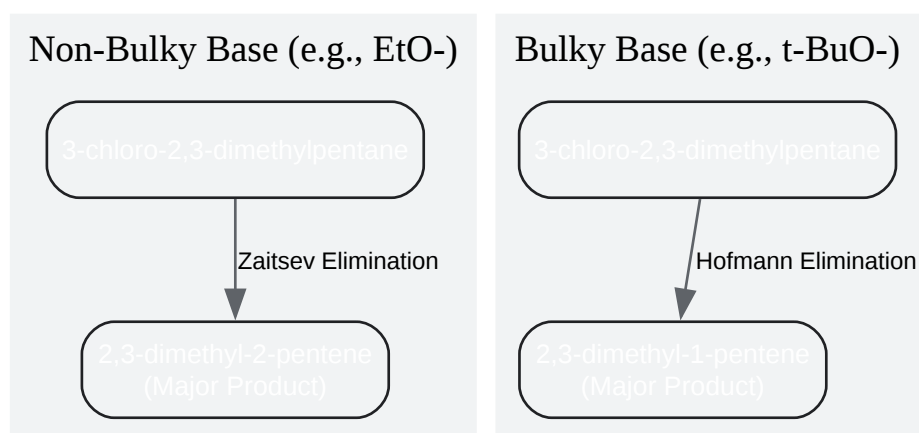 Non-Bulky Base (e.g., EtO-)
3-chloro-2,3-dimethylpentane
Zaitsev Elimination
2,3-dimethyl-2-pentene
(Major Product)
Bulky Base (e.g., t-BuO-)
3-chloro-2,3-dimethylpentane
Hofmann Elimination
2,3-dimethyl-1-pentene
(Major Product)